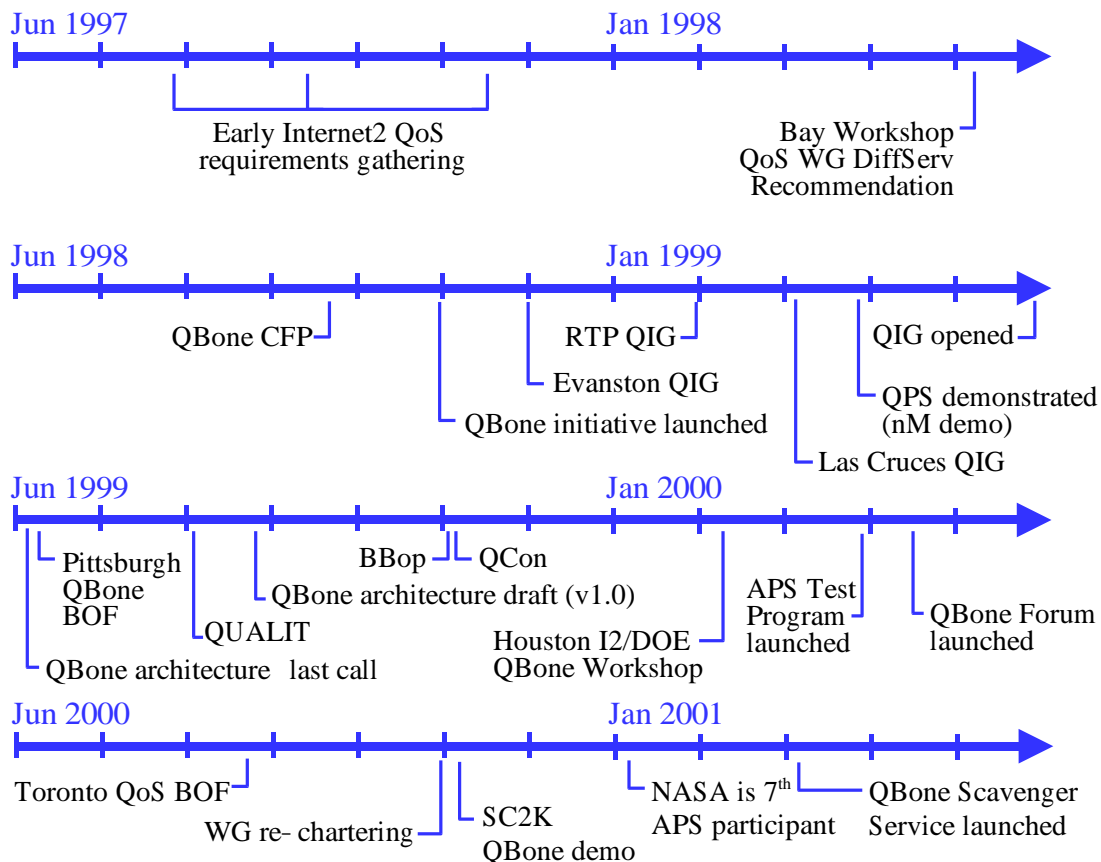 Jun 1997
Jan 1998
Early Internet2 QoS
requirements gathering
Bay Workshop
QoS WG DiffServ
Recommendation
Jun 1998
Jan 1999
QBone CFP
RTP QIG
QIG opened
Evanston QIG
QPS demonstrated
(nM demo)
QBone initiative launched
Las Cruces QIG
Jun 1999
Jan 2000
Pittsburgh
QBone
BOF
BBop
QCon
QBone architecture draft (v1.0)
APS Test
Program
launched
QBone Forum
launched
QUALIT
Houston I2/DOE
QBone Workshop
QBone architecture last call
Jun 2000
Jan 2001
Toronto QoS BOF
NASA is 7th
APS participant
QBone Scavenger
Service launched
WG re- chartering
SC2K
QBone demo